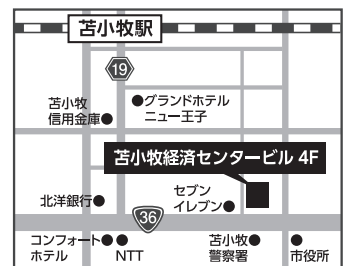 苫小牧駅
19
苫小牧
信用金庫●
●グランドホテル
ニュー王子
苫小牧経済センタービル 4F
北洋銀行●
セブン
イレブン●
36
コンフォート●
ホテル
●
NTT
苫小牧●
警察署
●
市役所